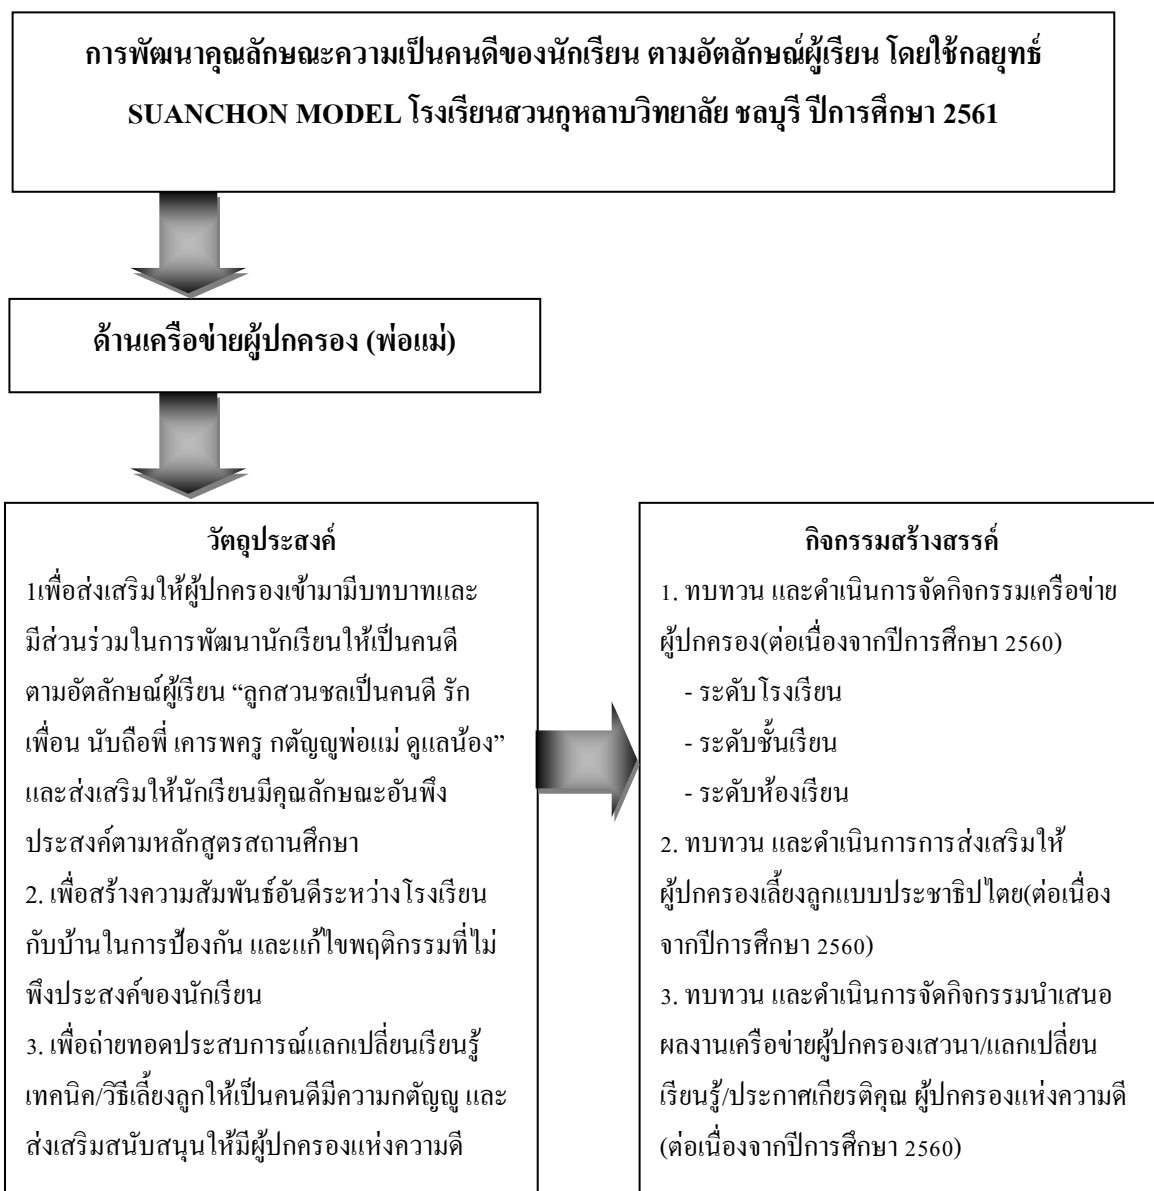 การพัฒนาคุณลักษณะความเป็นคนดีของนักเรียน ตามอัตลักษณ์ผู้เรียน โดยใช้กลยุทธ์
SUANCHON MODEL โรงเรียนสวนกุหลาบวิทยาลัย ชลบุรี ปีการศึกษา 2561
ด้านเครือข่ายผู้ปกครอง (พ่อแม่)
วัตถุประสงค์
1เพื่อส่งเสริมให้ผู้ปกครองเข้ามามีบทบาทและ
มีส่วนร่วมในการพัฒนานักเรียนให้เป็นคนดี
ตามอัตลักษณ์ผู้เรียน “ลูกสวนชลเป็นคนดี รัก
เพื่อน นับถือพี่ เคารพครู กตัญญูพ่อแม่ ดูแลน้อง”
และส่งเสริมให้นักเรียนมีคุณลักษณะอันพึง
ประสงค์ตามหลักสูตรสถานศึกษา
2. เพื่อสร้างความสัมพันธ์อันดีระหว่างโรงเรียน
กับบ้านในการป้องกัน และแก้ไขพฤติกรรมที่ไม่
พึงประสงค์ของนักเรียน
3. เพื่อถ่ายทอดประสบการณ์แลกเปลี่ยนเรียนรู้
เทคนิค/วิธีเลี้ยงลูกให้เป็นคนดีมีความกตัญญู และ
ส่งเสริมสนับสนุนให้มีผู้ปกครองแห่งความดี
กิจกรรมสร้างสรรค์
1. ทบทวน และดำเนินการจัดกิจกรรมเครือข่าย
ผู้ปกครอง(ต่อเนื่องจากปีการศึกษา 2560)
- ระดับโรงเรียน
- ระดับชั้นเรียน
- ระดับห้องเรียน
2. ทบทวน และดำเนินการการส่งเสริมให้
ผู้ปกครองเลี้ยงลูกแบบประชาธิปไตย(ต่อเนื่อง
จากปีการศึกษา 2560)
3. ทบทวน และดำเนินการจัดกิจกรรมนำเสนอ
ผลงานเครือข่ายผู้ปกครองเสวนา/แลกเปลี่ยน
เรียนรู้/ประกาศเกียรติคุณ ผู้ปกครองแห่งความดี
(ต่อเนื่องจากปีการศึกษา 2560)